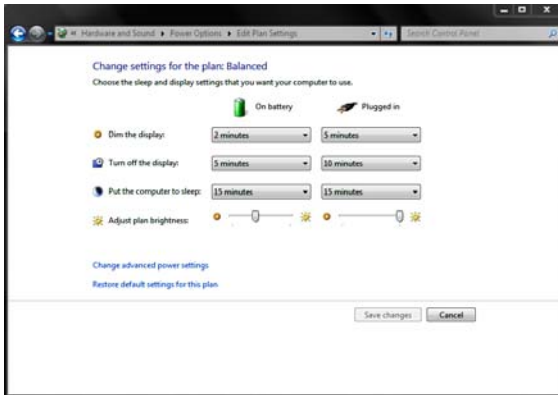 « Hardware and Sound ▸ Power Options ▸ Edit Plan Settings
Search Control Panel
Change settings for the plan: Balanced
Choose the sleep and display settings that you want your computer to use.
On battery Plugged in
Dim the display: 2 minutes 5 minutes
Turn off the display: 5 minutes 10 minutes
Put the computer to sleep: 15 minutes 15 minutes
Adjust plan brightness:
Change advanced power settings
Restore default settings for this plan
Save changes Cancel